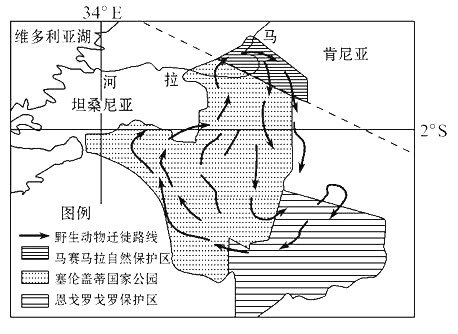 34° E
维多利亚湖
马
肯尼亚
河
拉
坦桑尼亚
2° S
图例
野生动物迁徙路线
马赛马拉自然保护区
塞伦盖蒂国家公园
恩戈罗戈罗保护区